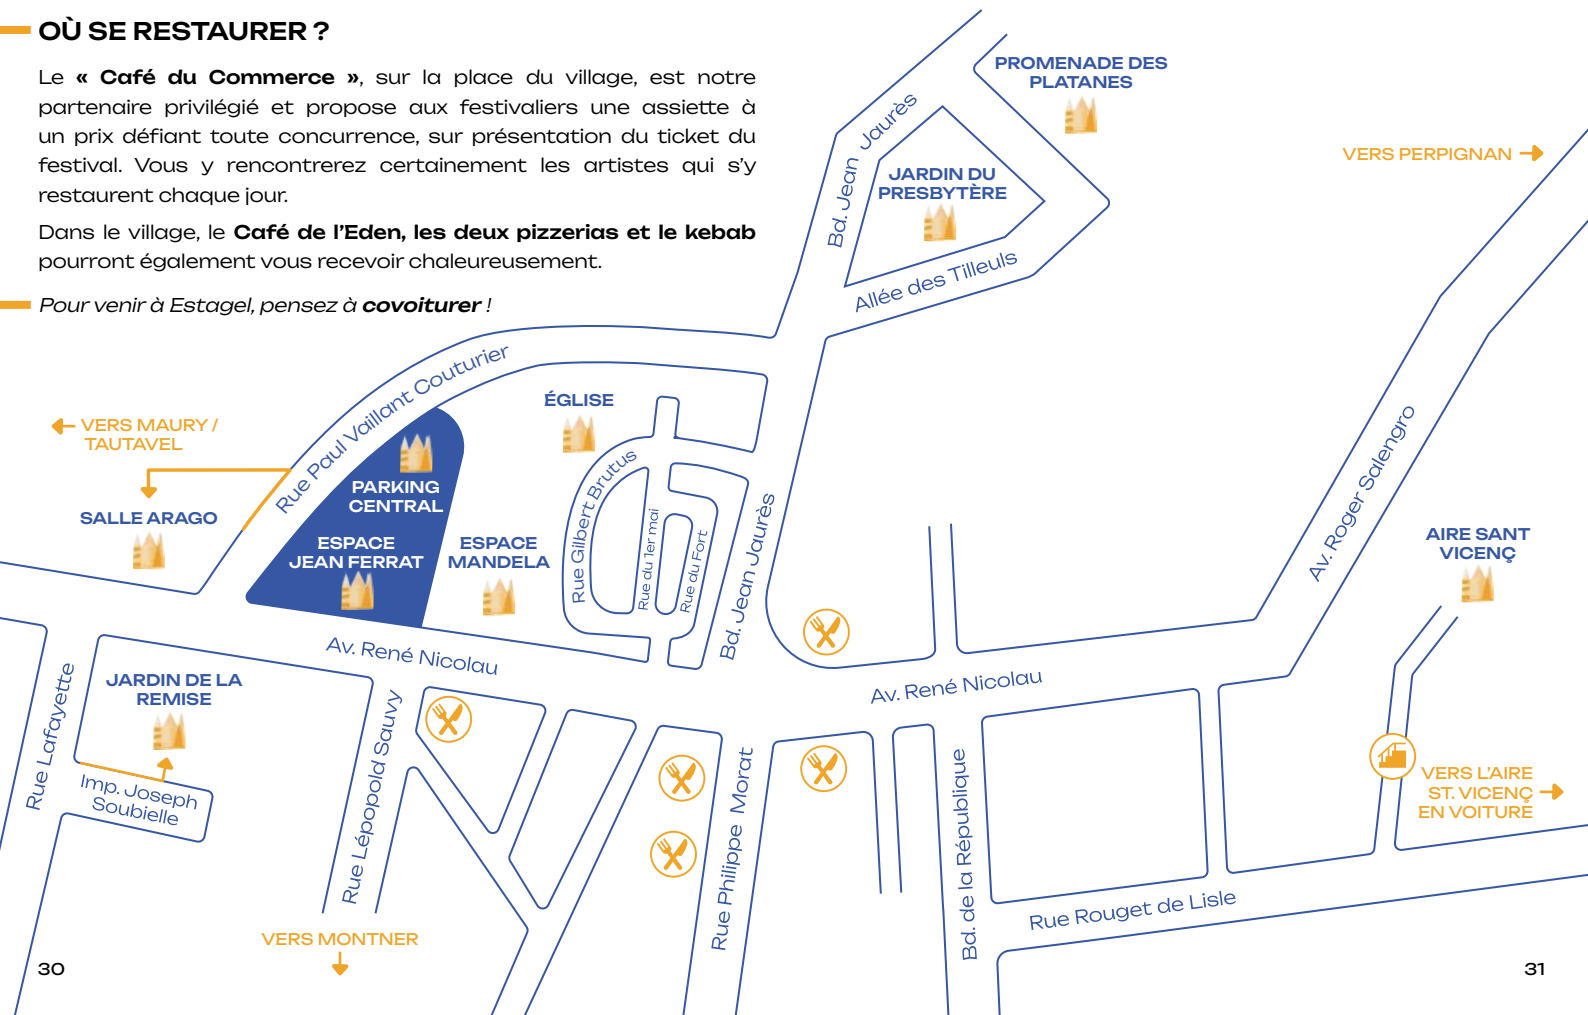 OÙ SE RESTAURER ?
Le « Café du Commerce », sur la place du village, est notre
partenaire privilégié et propose aux festivaliers une assiette à
un prix défiant toute concurrence, sur présentation du ticket du
festival. Vous y rencontrerez certainement les artistes qui s'y
restaurent chaque jour.
Dans le village, le Café de l'Eden, les deux pizzerias et le kebab
pourront également vous recevoir chaleureusement.
Pour venir à Estagel, pensez à covoiturer !
PROMENADE DES
PLATANES
Bd. Jean Jaurès
JARDIN DU
PRESBYTÈRE
Allée des Tilleuls
VERS PERPIGNAN
Rue Paul Vaillant Couturier
VERS MAURY /
TAUTAVEL
SALLE ARAGO
PARKING
CENTRAL
ESPACE
JEAN FERRAT
ÉGLISE
ESPACE
MANDELA
Rue Gilbert Brutus
Rue du 1er mai
Rue du Fort
Bd. Jean Jaurès
Av. Roger Salengro
AIRE SANT
VICENÇ
Av. René Nicolau
Av. René Nicolau
Rue Lafayette
JARDIN DE LA
REMISE
Imp. Joseph
Soubielle
Rue Lépopold Sauvy
Rue Philippe Morat
Bd. de la République
Rue Rouget de Lisle
VERS L'AIRE
ST. VICENÇ
EN VOITURE
VERS MONTNER
30
31